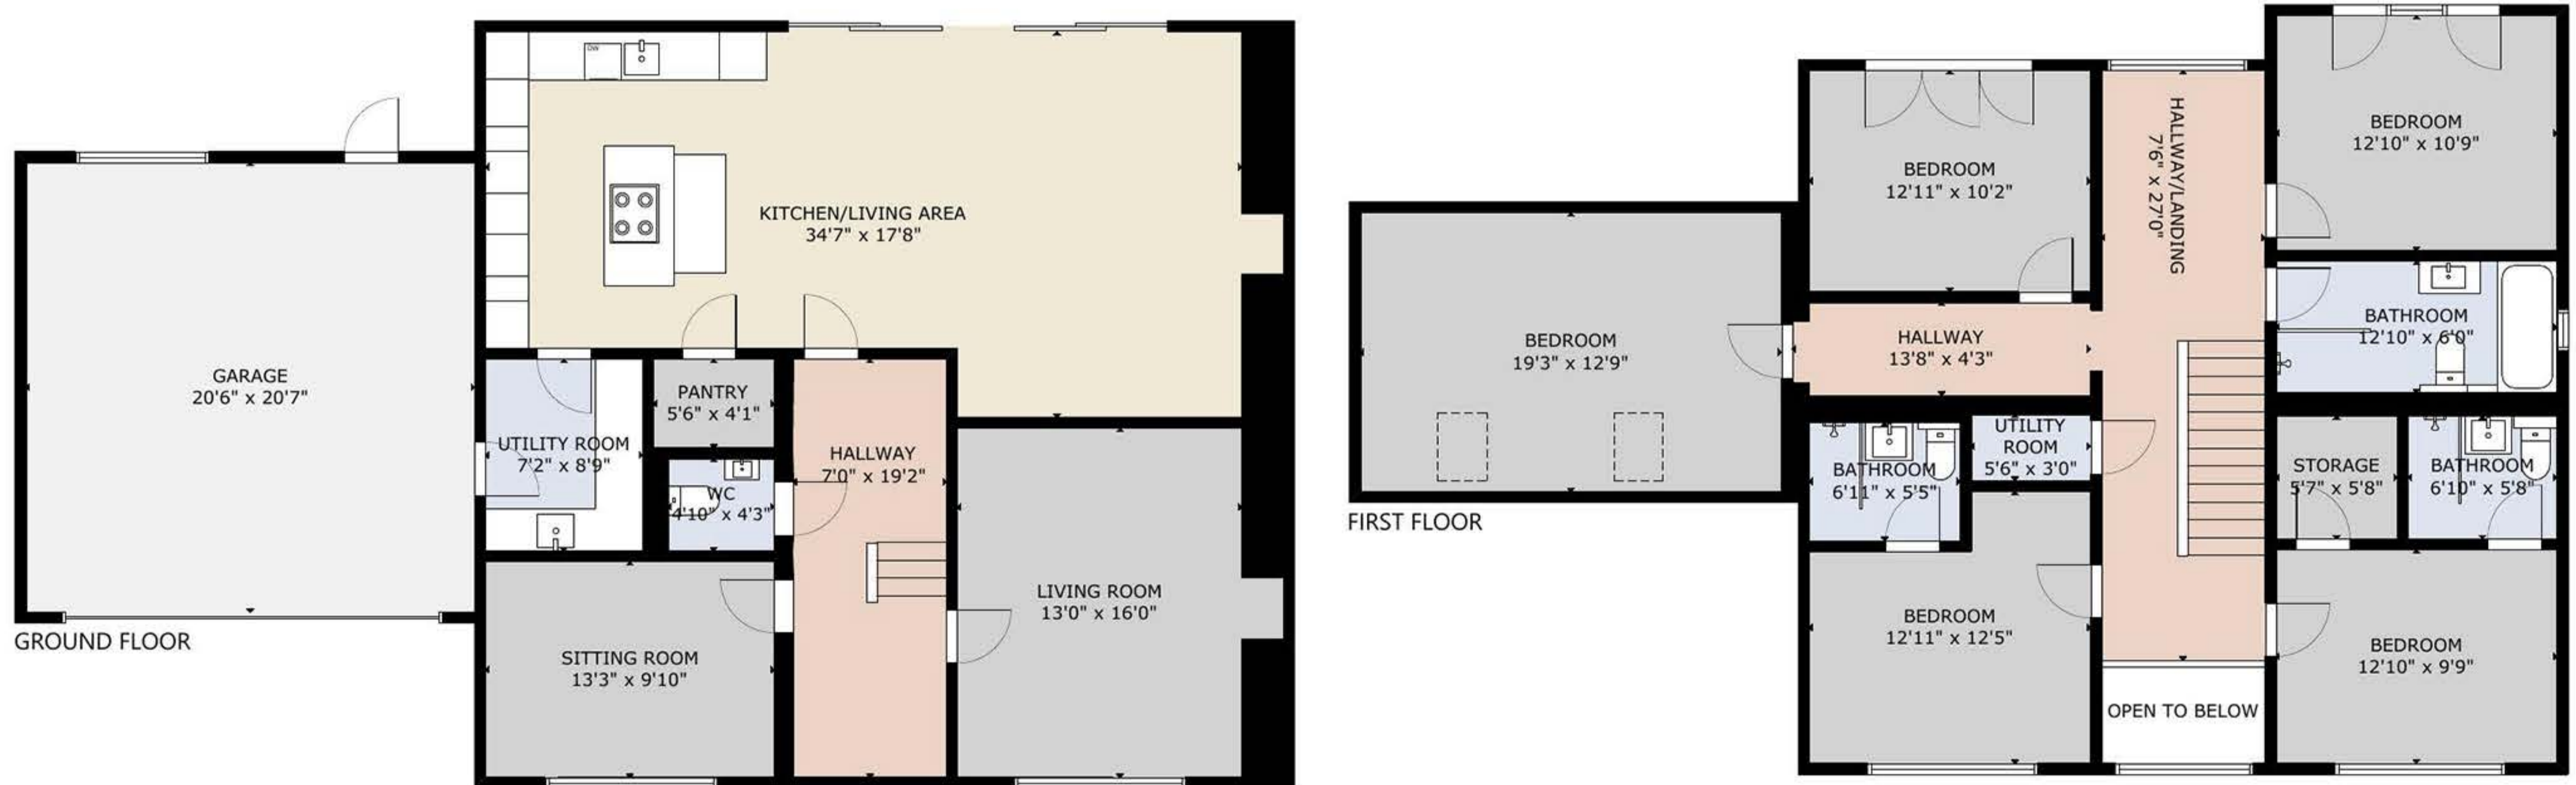 DW
KITCHEN/LIVING AREA
34'7" x 17'8"
GARAGE
20'6" x 20'7"
UTILITY ROOM
7'2" x 8'9"
PANTRY
5'6" x 4'1"
WC
4'10" x 4'3"
HALLWAY
7'0" x 19'2"
LIVING ROOM
13'0" x 16'0"
SITTING ROOM
13'3" x 9'10"
GROUND FLOOR
BEDROOM
12'11" x 10'2"
HALLWAY/LANDING
7'6" x 27'0"
BEDROOM
12'10" x 10'9"
BEDROOM
19'3" x 12'9"
HALLWAY
13'8" x 4'3"
BATHROOM
12'10" x 6'0"
BATHROOM
6'11" x 5'5"
UTILITY
ROOM
5'6" x 3'0"
STORAGE
5'7" x 5'8"
BATHROOM
6'10" x 5'8"
BEDROOM
12'11" x 12'5"
BEDROOM
12'10" x 9'9"
OPEN TO BELOW
FIRST FLOOR